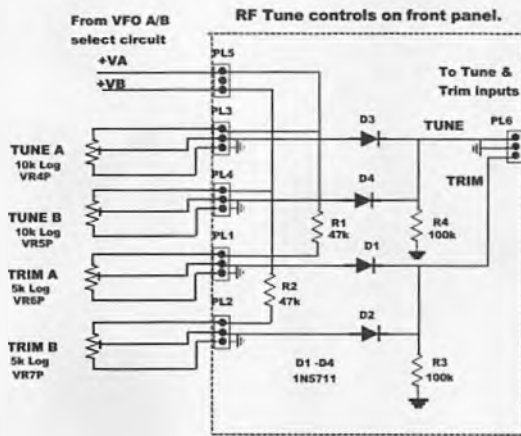 From VFO A/B
select circuit
RF Tune controls on front panel.
+VA
+VB
PL5
To Tune &
Trim Inputs
PL3
D3
TUNE
PL6
TUNE A
10k Log
VR4P
PL4
D4
TRIM
TUNE B
10k Log
VR5P
R1
47k
R4
100k
PL1
D1
TRIM A
5k Log
VR6P
R2
47k
PL2
D2
TRIM B
5k Log
VR7P
D1 -D4
1N5711
R3
100k